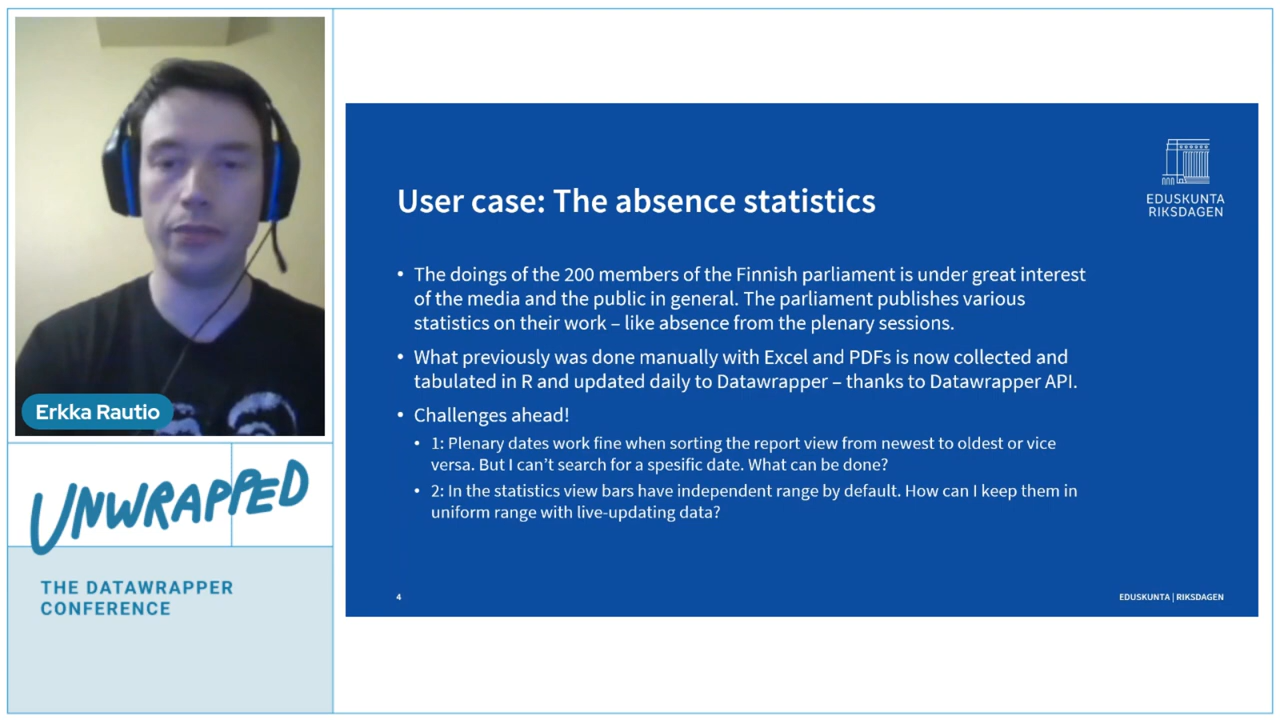 Erkka Rautio
UNWRAPPED
THE DATAWRAPPER
CONFERENCE
EDUSKUNTA
RIKSDAGEN
User case: The absence statistics
• The doings of the 200 members of the Finnish parliament is under great interest
of the media and the public in general. The parliament publishes various
statistics on their work – like absence from the plenary sessions.
• What previously was done manually with Excel and PDFs is now collected and
tabulated in R and updated daily to Datawrapper – thanks to Datawrapper API.
• Challenges ahead!
• 1: Plenary dates work fine when sorting the report view from newest to oldest or vice
versa. But I can't search for a spesific date. What can be done?
• 2: In the statistics view bars have independent range by default. How can I keep them in
uniform range with live-updating data?
4
EDUSKUNTA | RIKSDAGEN